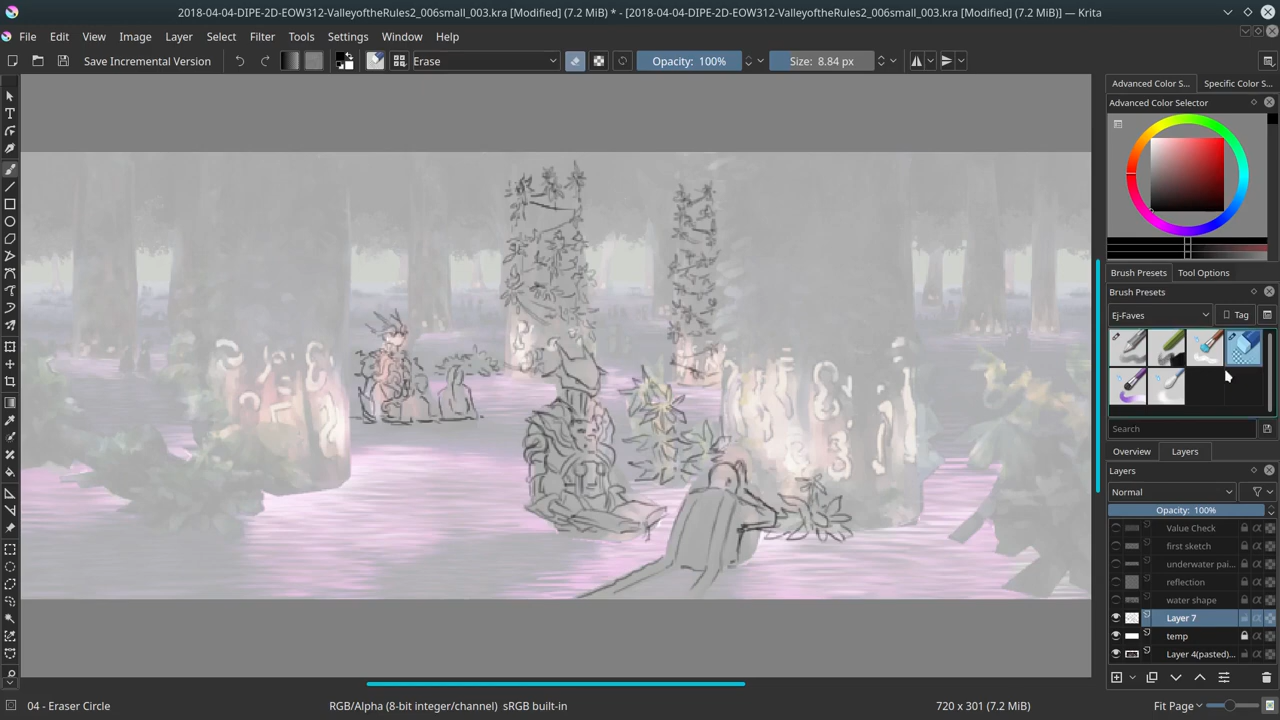 2018-04-04-DIPE-2D-EOW312-ValleyoftheRules2_006small_003.kra [Modified] (7.2 MiB) * - [2018-04-04-DIPE-2D-EOW312-ValleyoftheRules2_006small_003.kra [Modified] (7.2 MiB)] — Krita
File Edit View Image Layer Select Filter Tools Settings Window Help
Save Incremental Version Erase Opacity: 100% Size: 8.84 px
Advanced Color S... Specific Color S...
Advanced Color Selector
Brush Presets Tool Options
Brush Presets
Ej-Faves Tag
Search
Overview Layers
Layers
Normal
Opacity: 100%
Value Check
first sketch
underwater pai...
reflection
water shape
Layer 7
temp
Layer 4(pasted)...
04 - Eraser Circle RGB/Alpha (8-bit integer/channel) sRGB built-in 720 x 301 (7.2 MiB) Fit Page